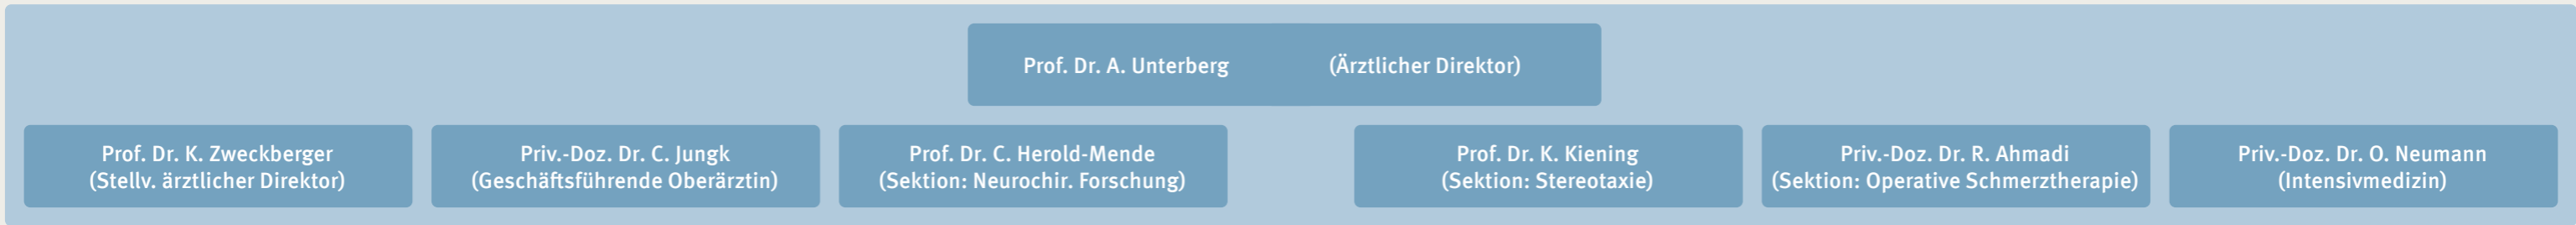 Prof. Dr. A. Unterberg (Ärztlicher Direktor)
Prof. Dr. K. Zweckberger
(Stellv. ärztlicher Direktor)
Priv.-Doz. Dr. C. Jungk
(Geschäftsführende Oberärztin)
Prof. Dr. C. Herold-Mende
(Sektion: Neurochir. Forschung)
Prof. Dr. K. Kiening
(Sektion: Stereotaxie)
Priv.-Doz. Dr. R. Ahmadi
(Sektion: Operative Schmerztherapie)
Priv.-Doz. Dr. O. Neumann
(Intensivmedizin)